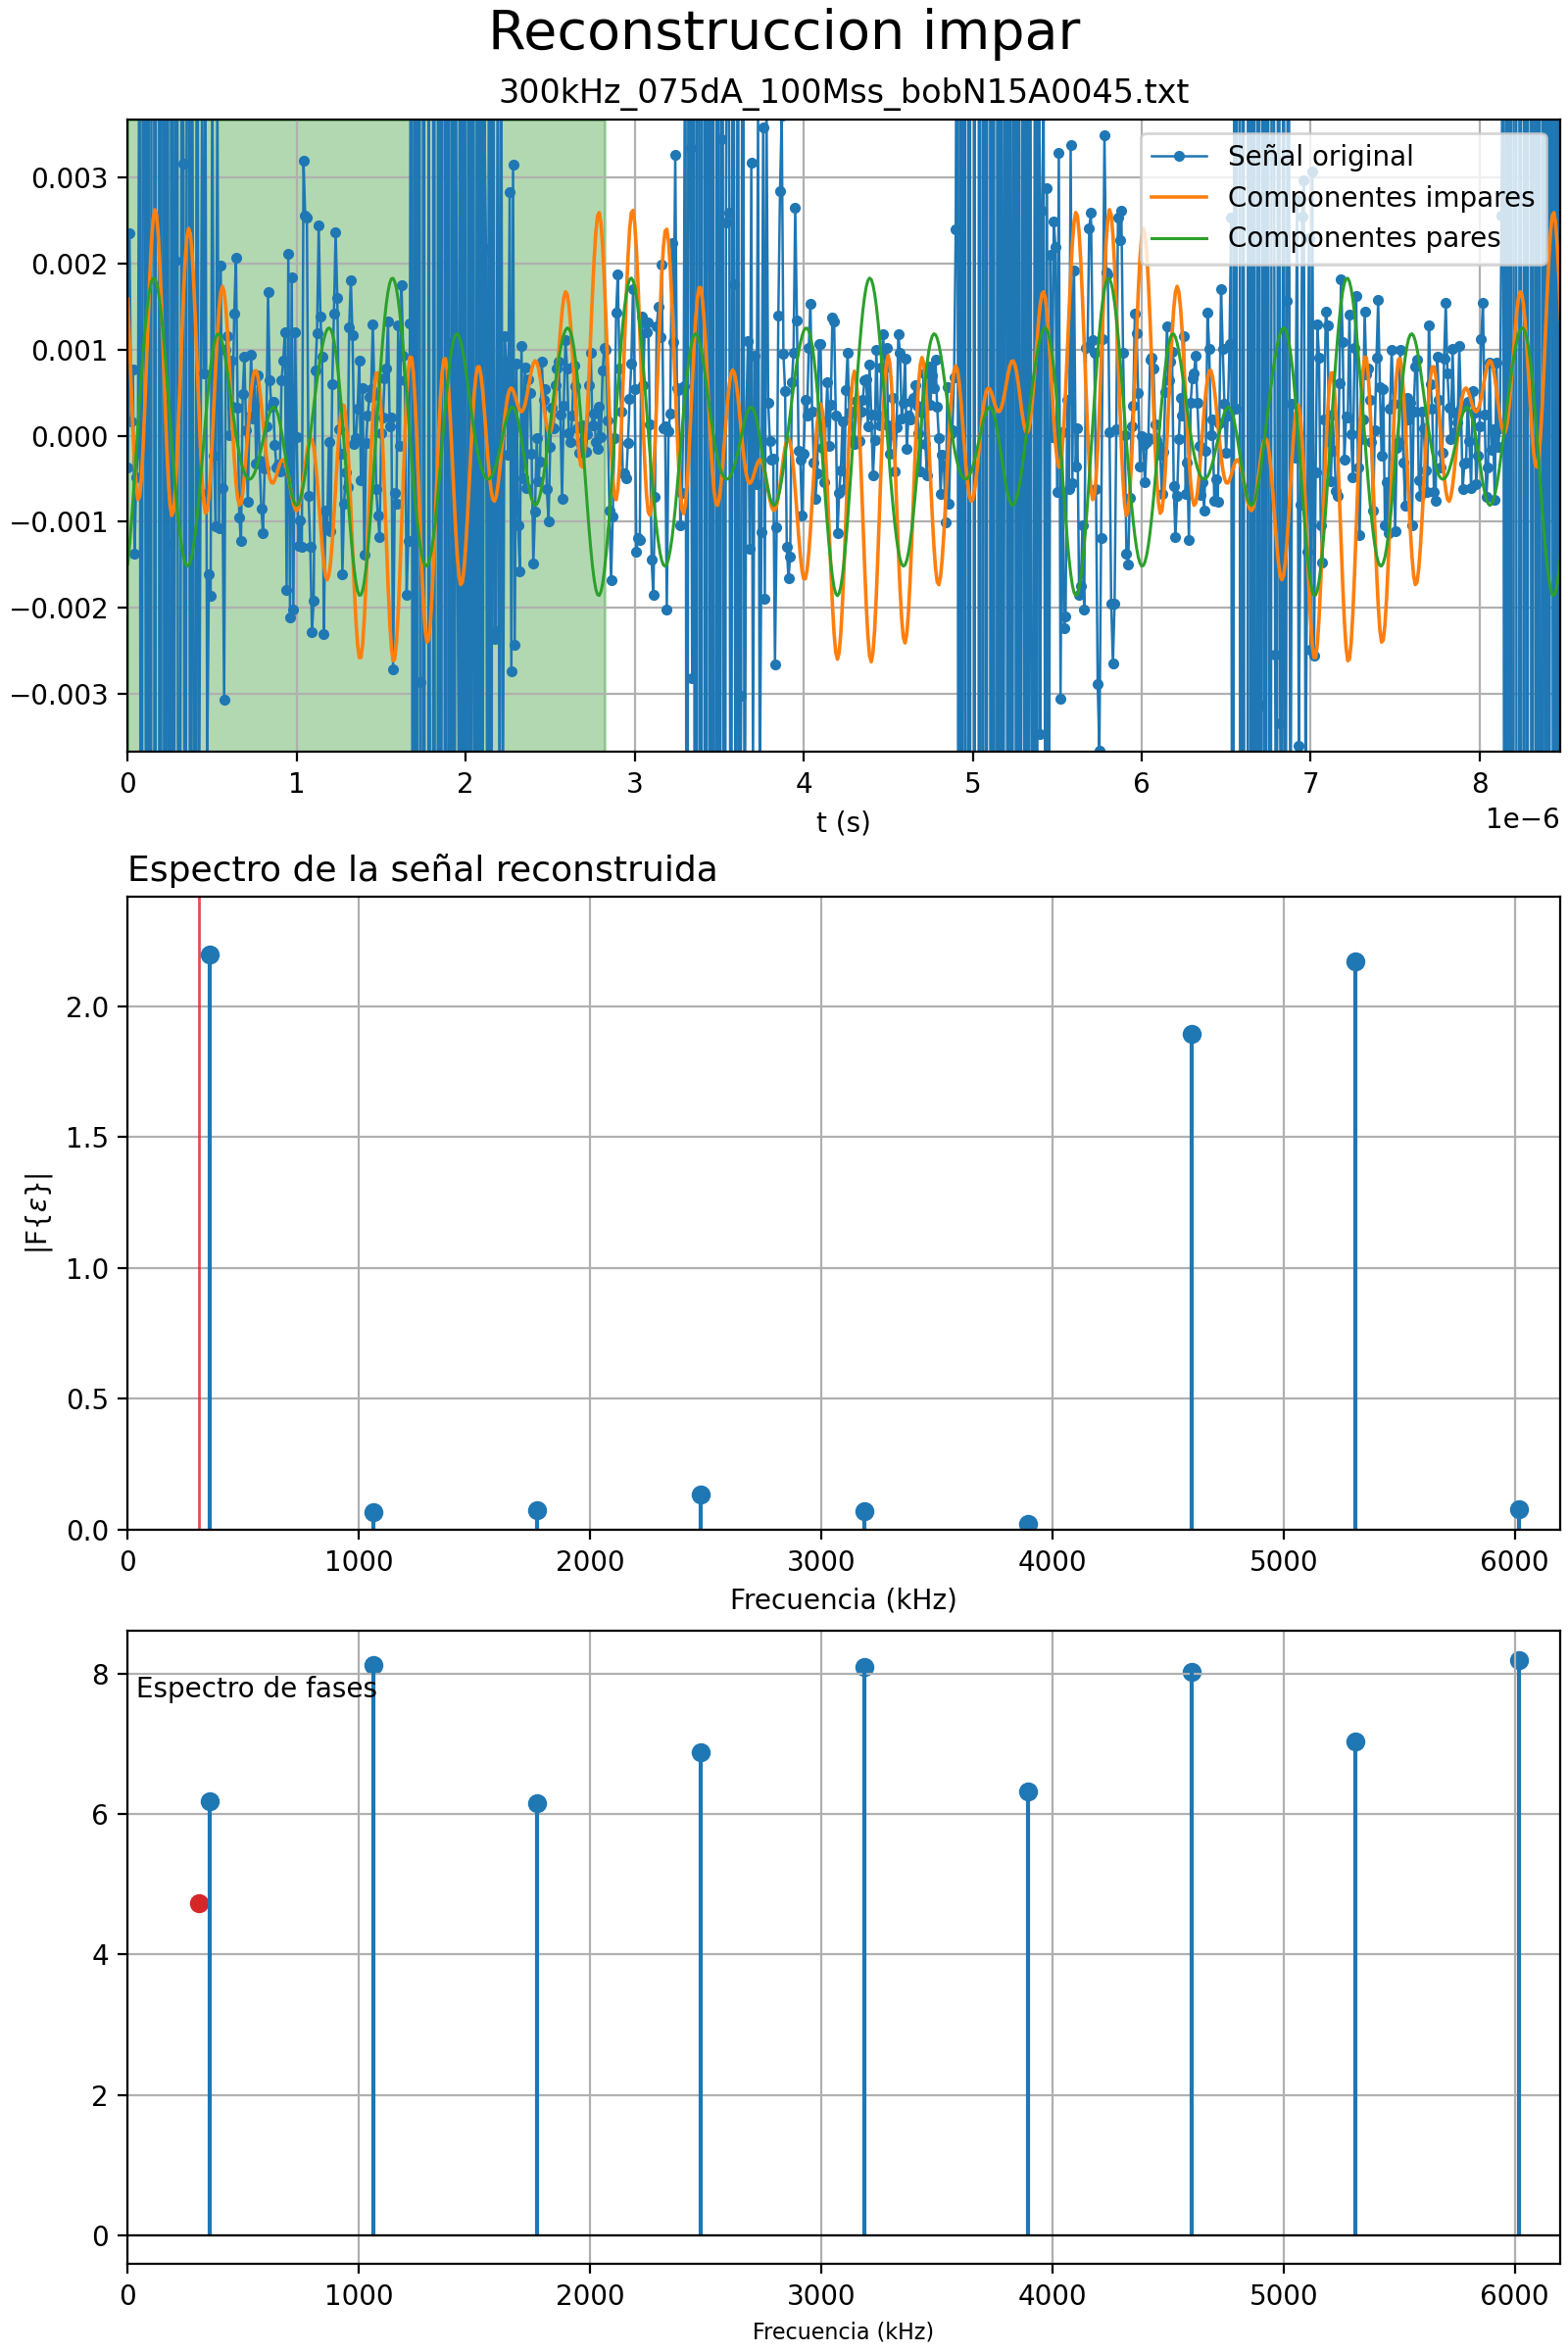 Reconstruccion impar
300kHz_075dA_100Mss_bobN15A0045.txt
0.003
0.002
0.001
0.000
−0.001
−0.002
−0.003
Señal original
Componentes impares
Componentes pares
0 1 2 3 4 5 6 7 8
1e−6
t (s)
Espectro de la señal reconstruida
2.0
1.5
1.0
0.5
0.0
|F{ε}|
0 1000 2000 3000 4000 5000 6000
Frecuencia (kHz)
8
6
4
2
0
Espectro de fases
0 1000 2000 3000 4000 5000 6000
Frecuencia (kHz)